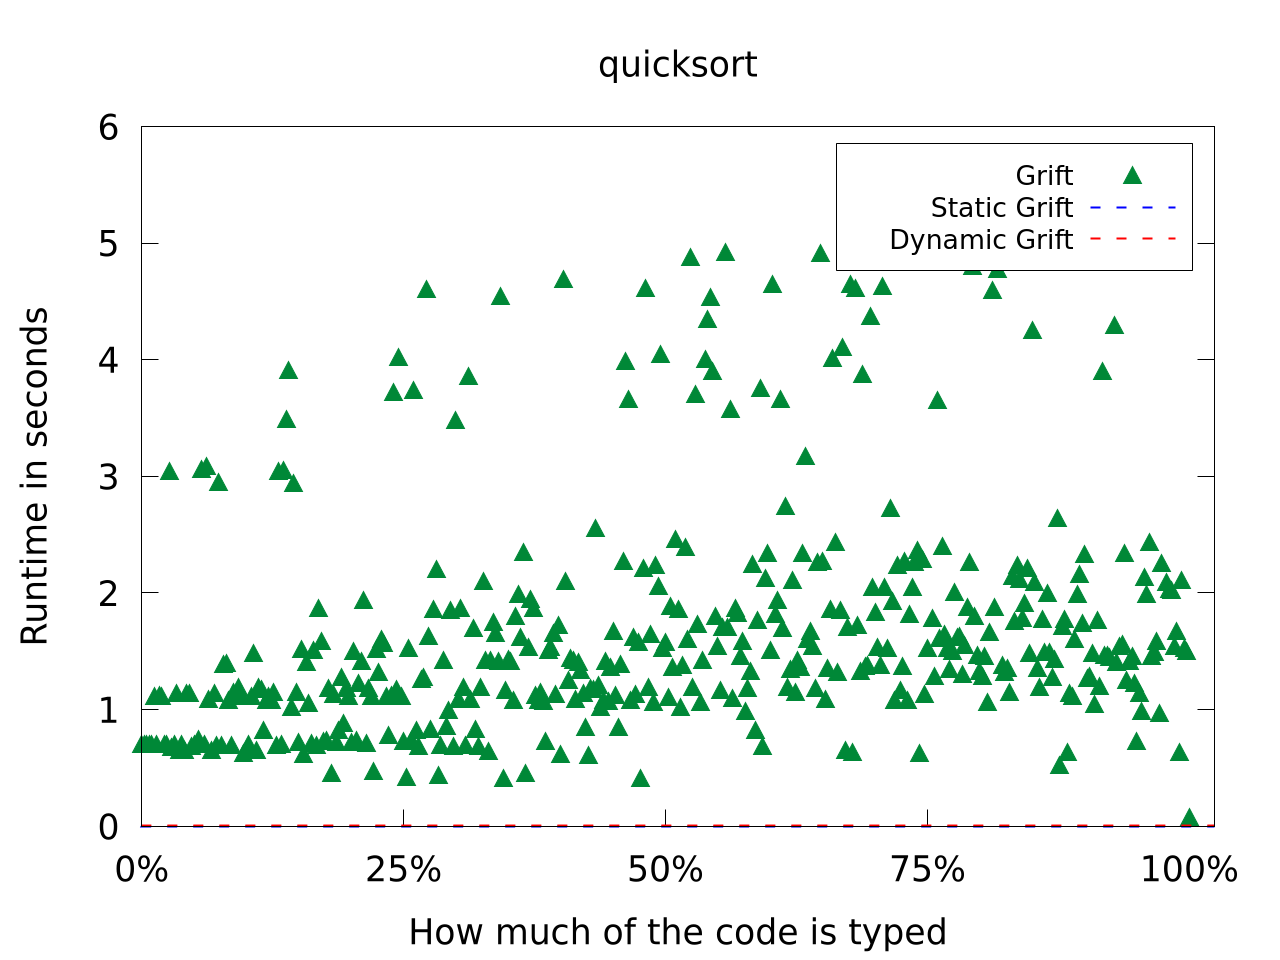 quicksort
6
5
4
3
2
1
0
Runtime in seconds
Grift
Static Grift
Dynamic Grift
0% 25% 50% 75% 100%
How much of the code is typed